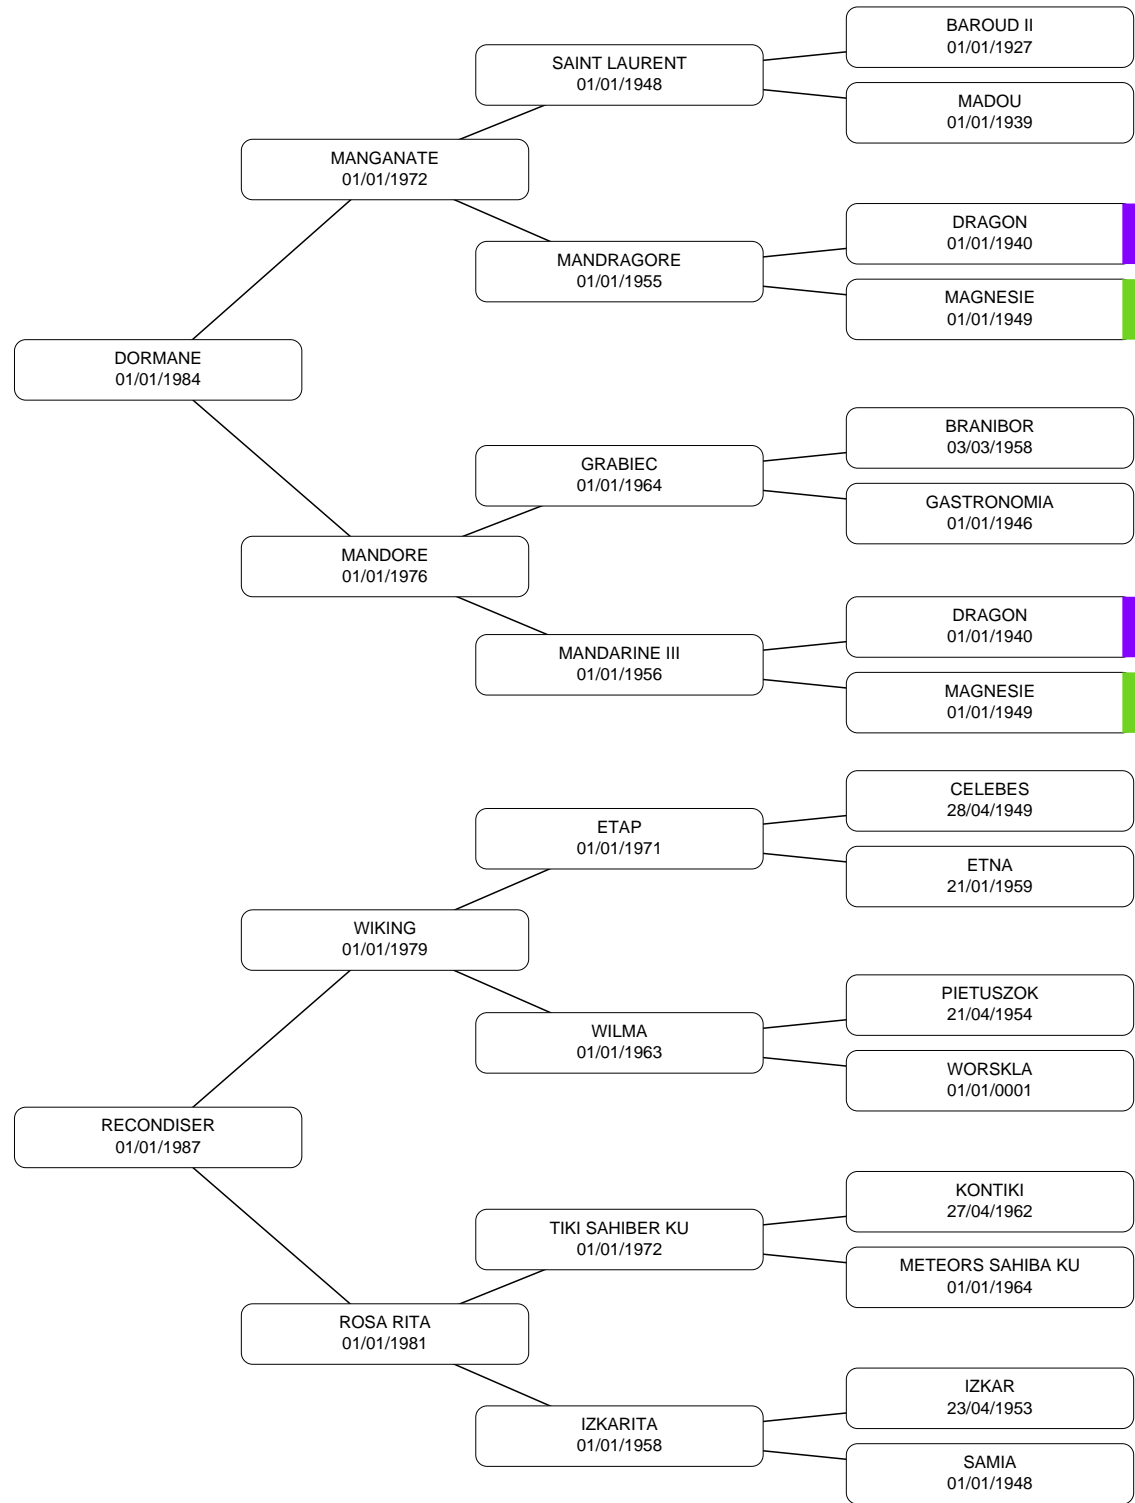 BAROUD II
01/01/1927
SAINT LAURENT
01/01/1948
MADOU
01/01/1939
MANGANATE
01/01/1972
DRAGON
01/01/1940
MANDRAGORE
01/01/1955
MAGNESIE
01/01/1949
DORMANE
01/01/1984
BRANIBOR
03/03/1958
GRABIEC
01/01/1964
GASTRONOMIA
01/01/1946
MANDORE
01/01/1976
DRAGON
01/01/1940
MANDARINE III
01/01/1956
MAGNESIE
01/01/1949
CELEBES
28/04/1949
ETAP
01/01/1971
ETNA
21/01/1959
WIKING
01/01/1979
PIETUSZOK
21/04/1954
WILMA
01/01/1963
WORSKLA
01/01/0001
RECONDISER
01/01/1987
KONTIKI
27/04/1962
TIKI SAHIBER KU
01/01/1972
METEORS SAHIBA KU
01/01/1964
ROSA RITA
01/01/1981
IZKAR
23/04/1953
IZKARITA
01/01/1958
SAMIA
01/01/1948